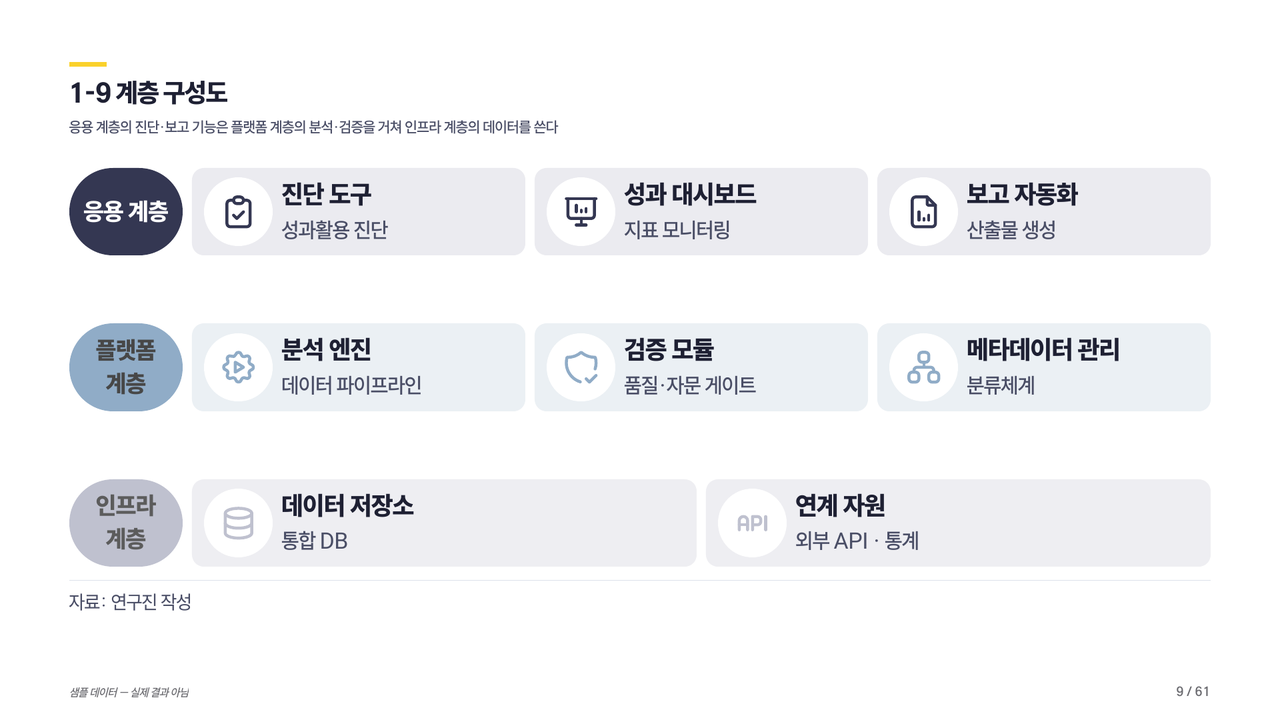 1-9 계층 구성도
응용 계층의 진단·보고 기능은 플랫폼 계층의 분석·검증을 거쳐 인프라 계층의 데이터를 쓴다
응용 계층
진단 도구
성과활용 진단
성과 대시보드
지표 모니터링
보고 자동화
산출물 생성
플랫폼
계층
분석 엔진
데이터 파이프라인
검증 모듈
품질·자문 게이트
메타데이터 관리
분류체계
인프라
계층
데이터 저장소
통합 DB
API
연계 자원
외부 API · 통계
자료: 연구진 작성
샘플 데이터 — 실제 결과 아님
9 / 61